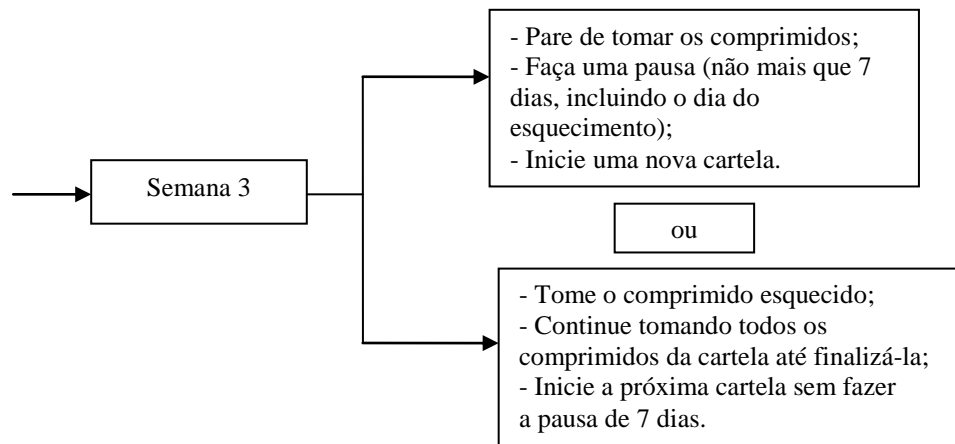 - Pare de tomar os comprimidos;
- Faça uma pausa (não mais que 7
dias, incluindo o dia do
esquecimento);
- Inicie uma nova cartela.
Semana 3
ou
- Tome o comprimido esquecido;
- Continue tomando todos os
comprimidos da cartela até finalizá-la;
- Inicie a próxima cartela sem fazer
a pausa de 7 dias.